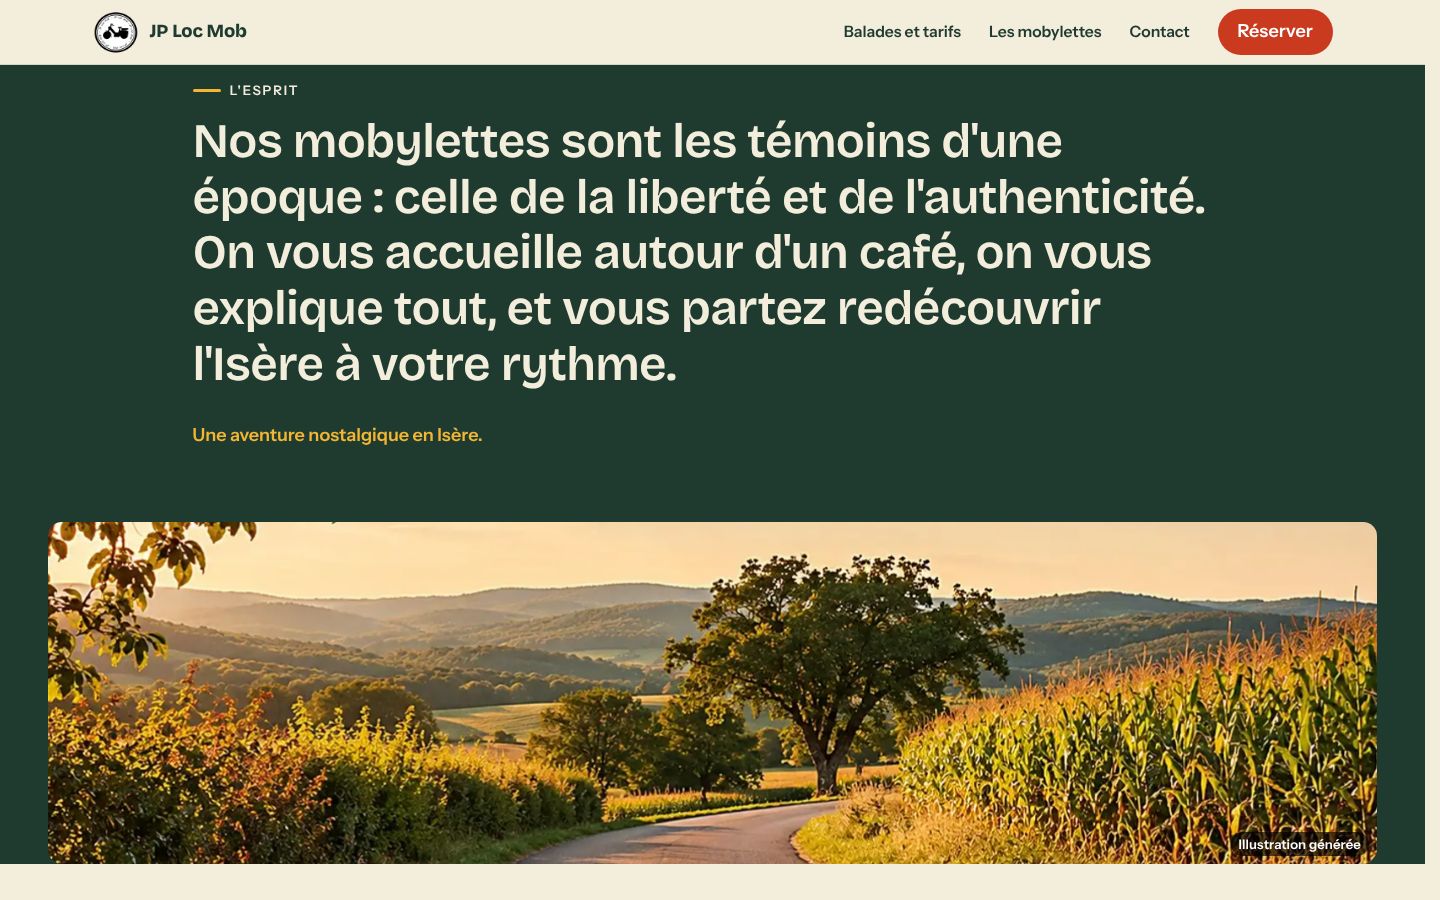 JP Loc Mob
Balades et tarifs
Les mobylettes
Contact
Réserver
L'ESPRIT
Nos mobylettes sont les témoins d'une
époque : celle de la liberté et de l'authenticité.
On vous accueille autour d'un café, on vous
explique tout, et vous partez redécouvrir
l'Isère à votre rythme.
Une aventure nostalgique en Isère.
Illustration générée